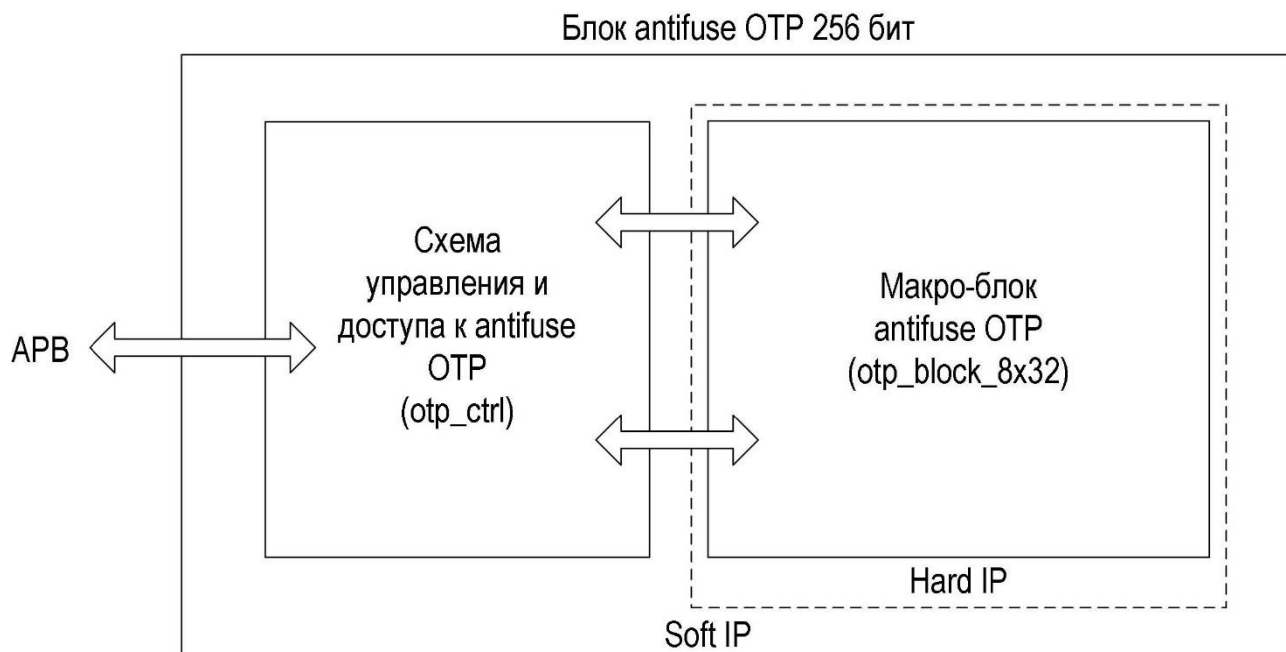 Блок antifuse OTP 256 бит
Схема
управления и
доступа к antifuse
OTP
(otp_ctrl)
Макро-блок
antifuse OTP
(otp_block_8x32)
APB
Hard IP
Soft IP